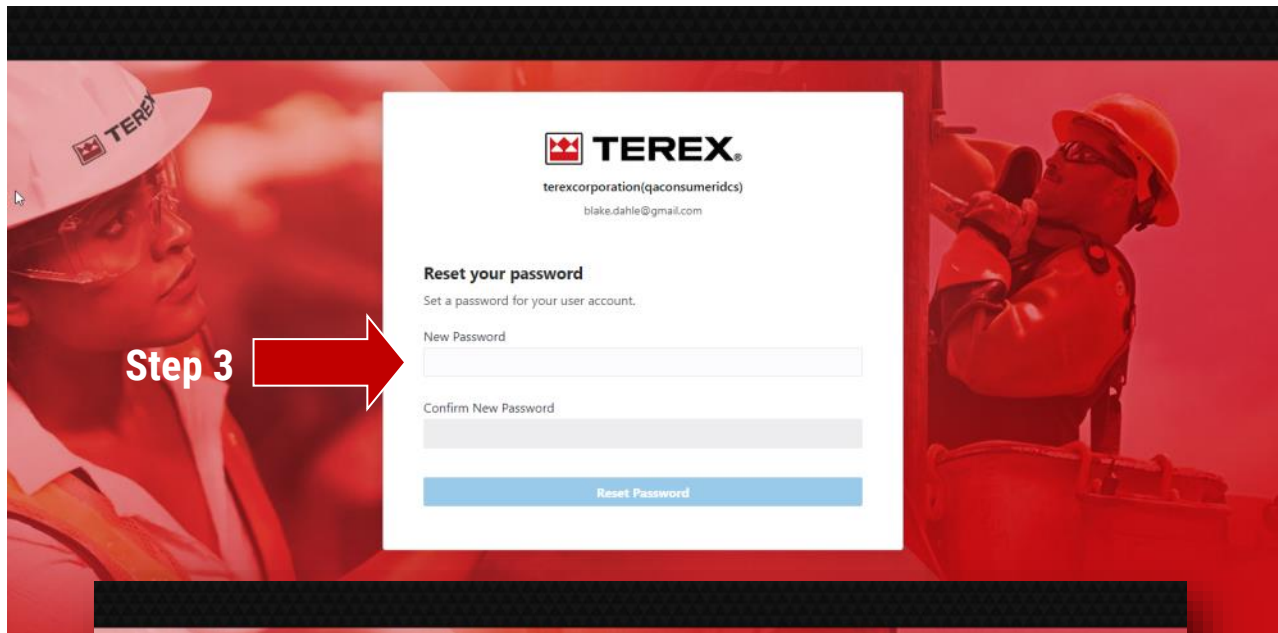 TEREX
TEREX®
terexcorporation(qaconsumeridcs)
blake.dahle@gmail.com
Reset your password
Set a password for your user account.
New Password
Step 3
Confirm New Password
Reset Password